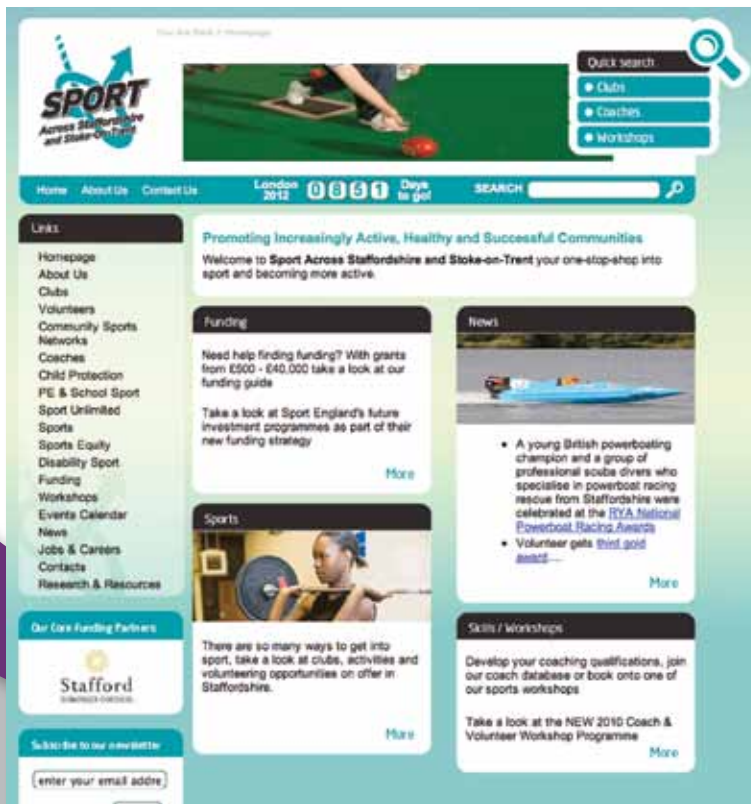 You Are Here // Homepage
SPORT
Across Staffordshire
and Stoke-On-Trent
Quick search
Clubs
Coaches
Workshops
Home About Us Contact Us
London
2012
0851
Days
to go!
SEARCH
Links
Homepage
About Us
Clubs
Volunteers
Community Sports
Networks
Coaches
Child Protection
PE & School Sport
Sport Unlimited
Sports
Sports Equity
Disability Sport
Funding
Workshops
Events Calendar
News
Jobs & Careers
Contacts
Research & Resources
Our Core Funding Partners
Stafford
BOROUGH COUNCIL
Subscribe to our newsletter
enter your email addre
Promoting Increasingly Active, Healthy and Successful Communities
Welcome to Sport Across Staffordshire and Stoke-on-Trent your one-stop-shop into
sport and becoming more active.
Funding
Need help finding funding? With grants
from £500 - £40,000 take a look at our
funding guide
Take a look at Sport England's future
investment programmes as part of their
new funding strategy
More
Sports
There are so many ways to get into
sport, take a look at clubs, activities and
volunteering opportunities on offer in
Staffordshire.
More
News
• A young British powerboating
champion and a group of
professional scuba divers who
specialise in powerboat racing
rescue from Staffordshire were
celebrated at the RYA National
Powerboat Racing Awards
• Volunteer gets third gold
award....
More
Skills / Workshops
Develop your coaching qualifications, join
our coach database or book onto one of
our sports workshops
Take a look at the NEW 2010 Coach &
Volunteer Workshop Programme
More